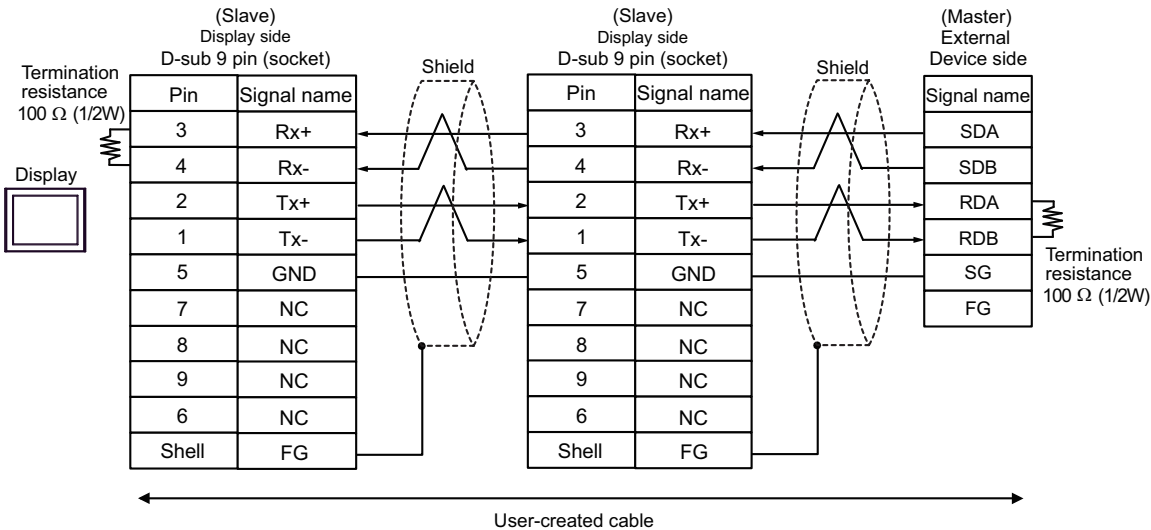 (Slave)
Display side
D-sub 9 pin (socket)
(Slave)
Display side
D-sub 9 pin (socket)
(Master)
External
Device side
Termination
resistance
100 Ω (1/2W)
Display
Shield
Shield
Pin Signal name
3 Rx+
4 Rx-
2 Tx+
1 Tx-
5 GND
7 NC
8 NC
9 NC
6 NC
Shell FG
Pin Signal name
3 Rx+
4 Rx-
2 Tx+
1 Tx-
5 GND
7 NC
8 NC
9 NC
6 NC
Shell FG
Signal name
SDA
SDB
RDA
RDB
SG
FG
Termination
resistance
100 Ω (1/2W)
User-created cable